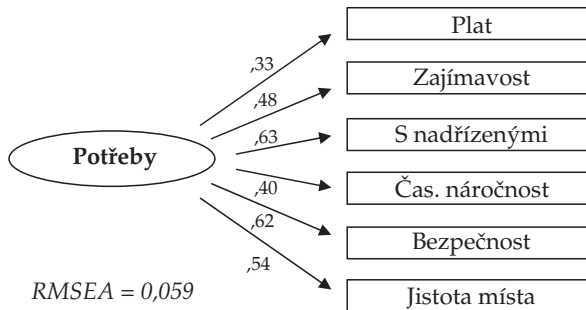 Plat
,33
Zajímavost
,48
,63
S nadřízenými
Potřeby
Čas. náročnost
,40
,62
Bezpečnost
,54
RMSEA = 0,059
Jistota místa